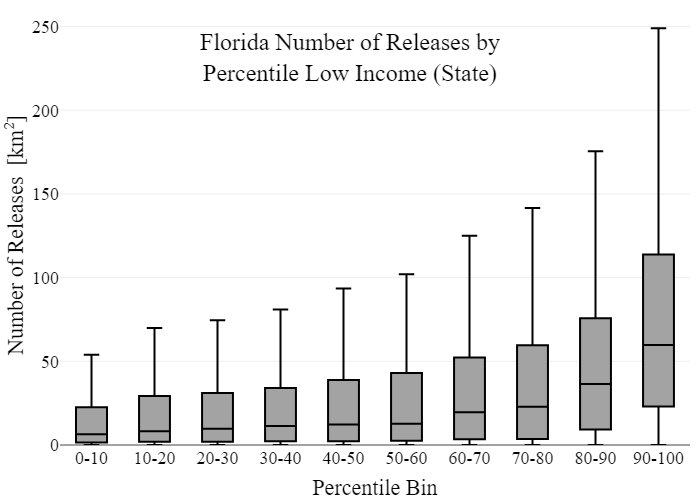 Florida Number of Releases by
Percentile Low Income (State)
Number of Releases [km²]
250
200
150
100
50
0
0-10 10-20 20-30 30-40 40-50 50-60 60-70 70-80 80-90 90-100
Percentile Bin